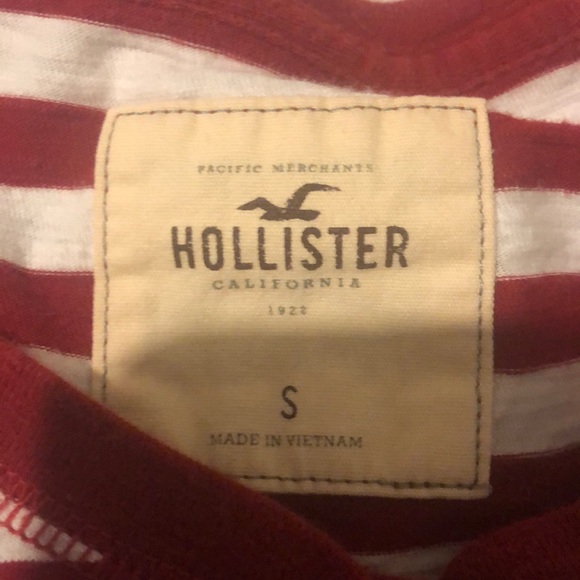 PACIFIC MERCHANTS
HOLLISTER
CALIFORNIA
1922
S
MADE IN VIETNAM